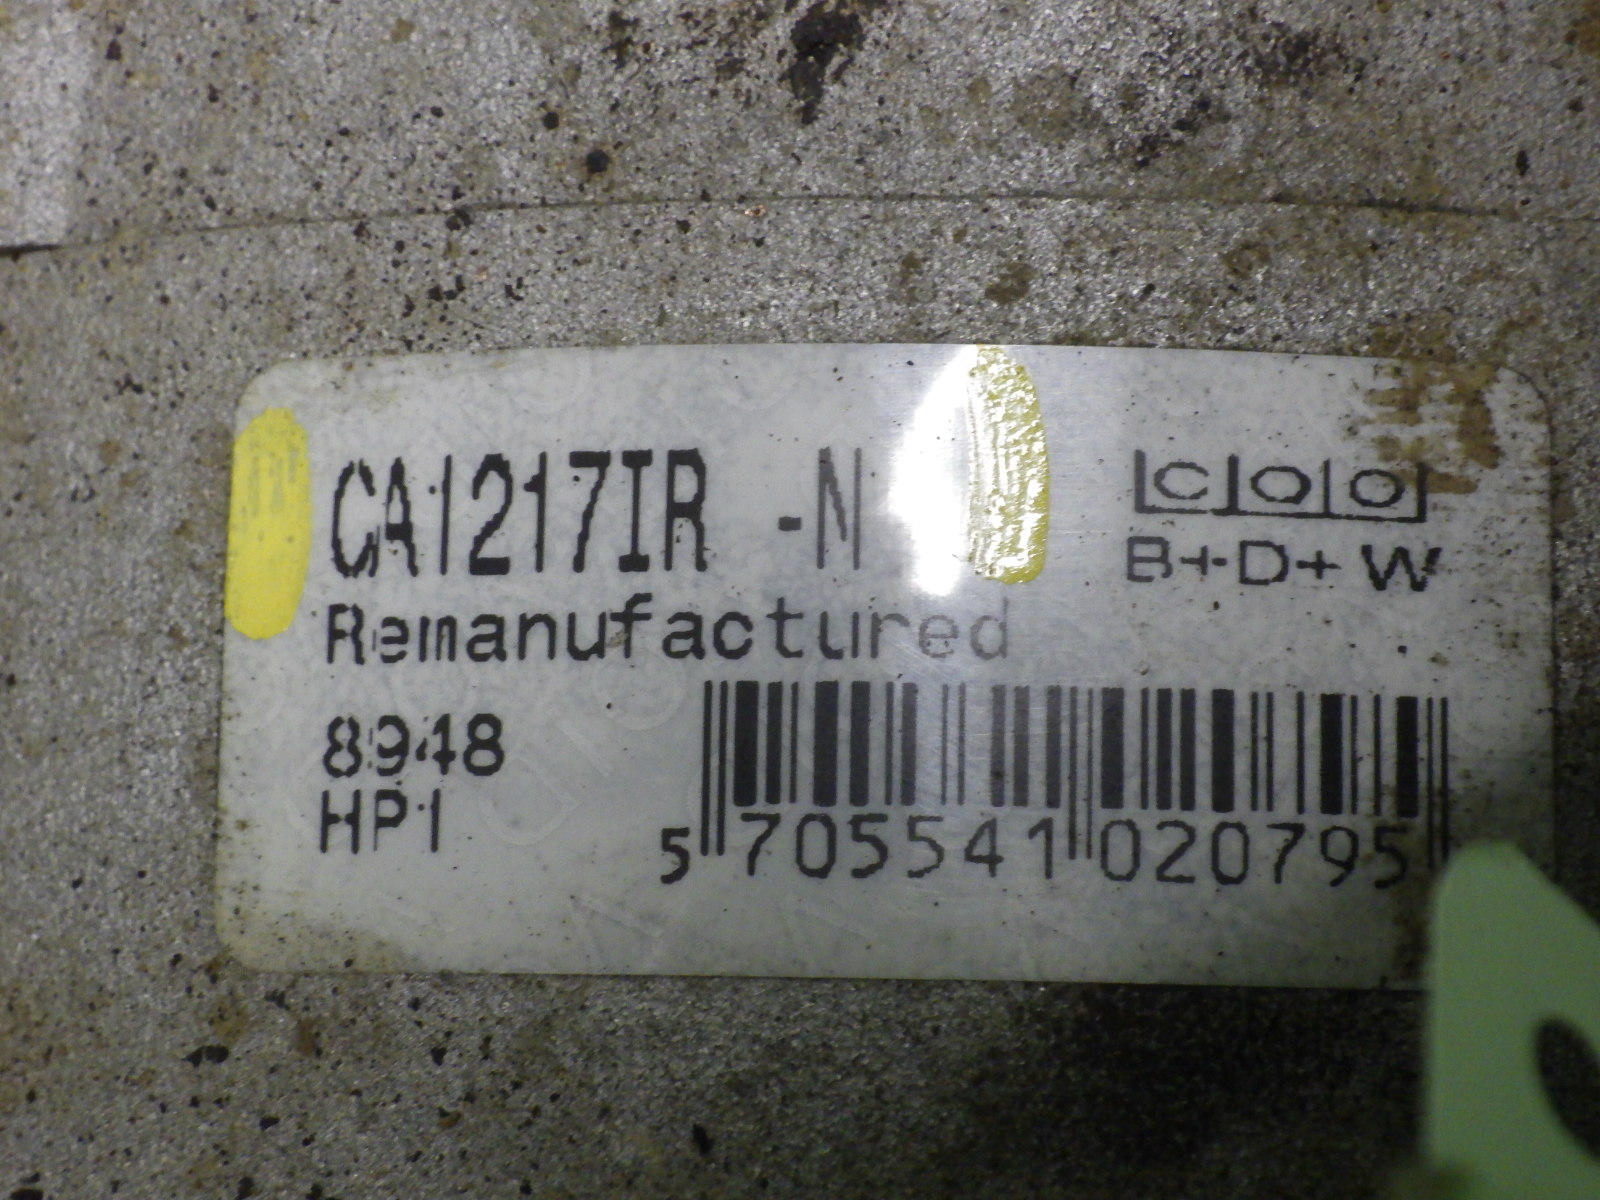 CA1217IR -N
C O O
B+ D+ W
Remanufactured
8948
HP1
5 705541 020795